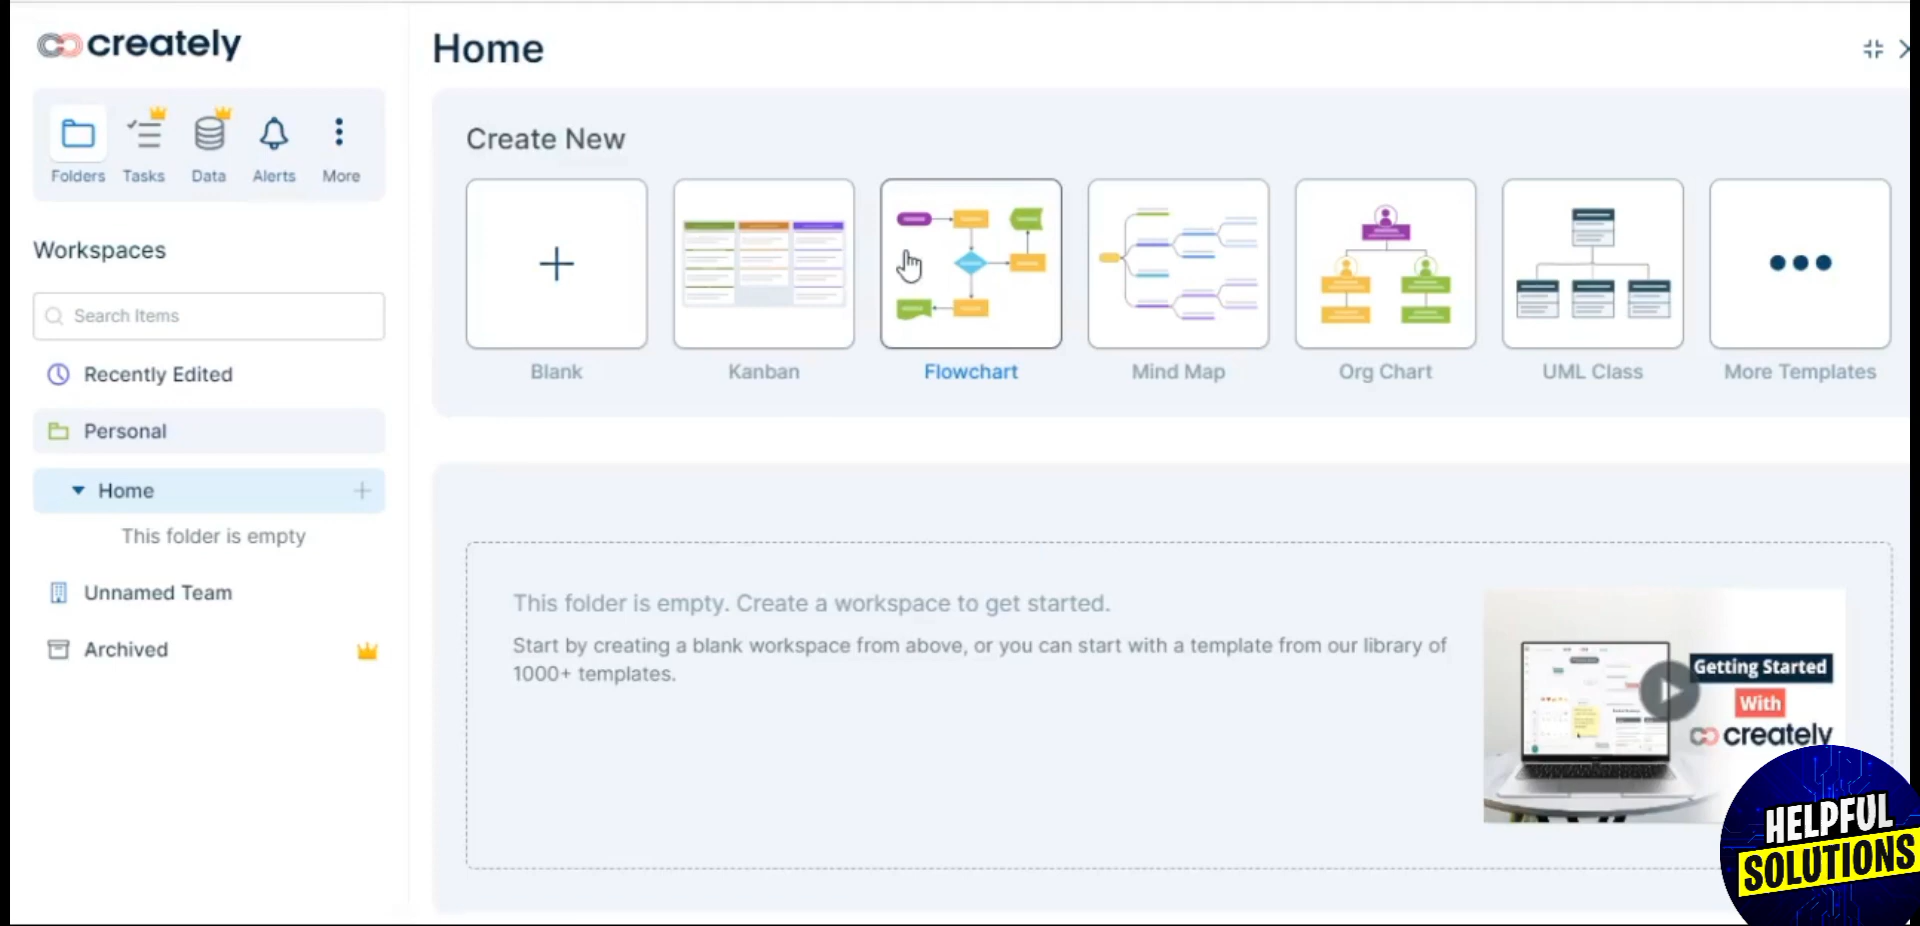 creately
Home
Folders
Tasks
Data
Alerts
More
Workspaces
Search Items
Recently Edited
Personal
Home
This folder is empty
Unnamed Team
Archived
Create New
Blank
Kanban
Flowchart
Mind Map
Org Chart
UML Class
More Templates
This folder is empty. Create a workspace to get started.
Start by creating a blank workspace from above, or you can start with a template from our library of
1000+ templates.
Getting Started
With
creately
HELPFUL
SOLUTIONS